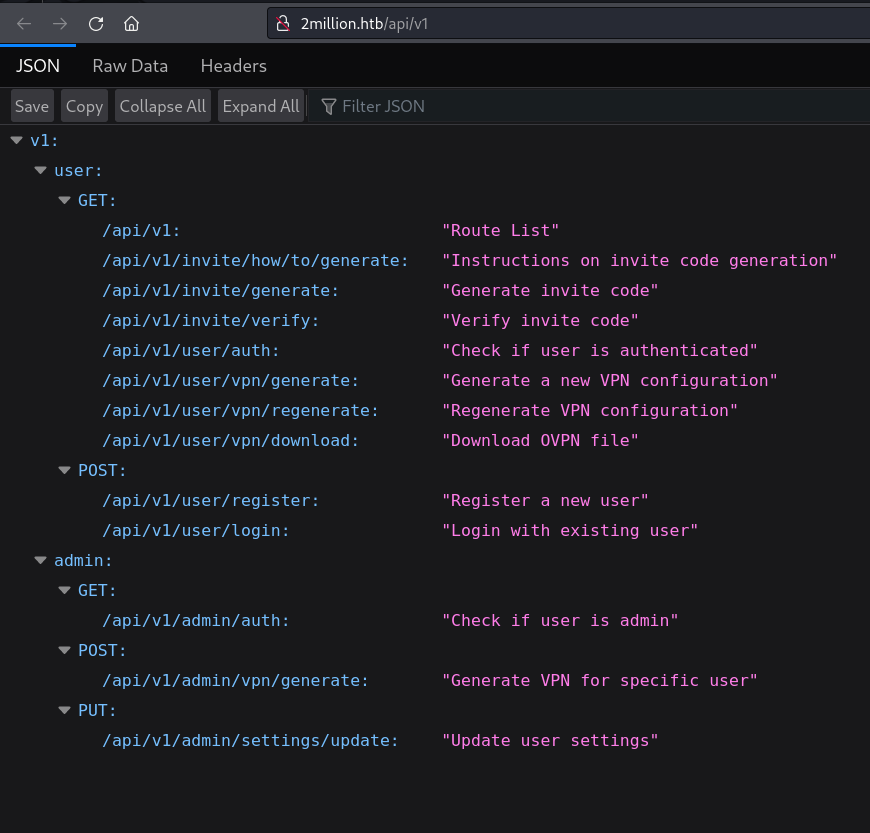 2million.htb/api/v1
JSON Raw Data Headers
Save Copy Collapse All Expand All Filter JSON
v1:
user:
GET:
/api/v1: "Route List"
/api/v1/invite/how/to/generate: "Instructions on invite code generation"
/api/v1/invite/generate: "Generate invite code"
/api/v1/invite/verify: "Verify invite code"
/api/v1/user/auth: "Check if user is authenticated"
/api/v1/user/vpn/generate: "Generate a new VPN configuration"
/api/v1/user/vpn/regenerate: "Regenerate VPN configuration"
/api/v1/user/vpn/download: "Download OVPN file"
POST:
/api/v1/user/register: "Register a new user"
/api/v1/user/login: "Login with existing user"
admin:
GET:
/api/v1/admin/auth: "Check if user is admin"
POST:
/api/v1/admin/vpn/generate: "Generate VPN for specific user"
PUT:
/api/v1/admin/settings/update: "Update user settings"